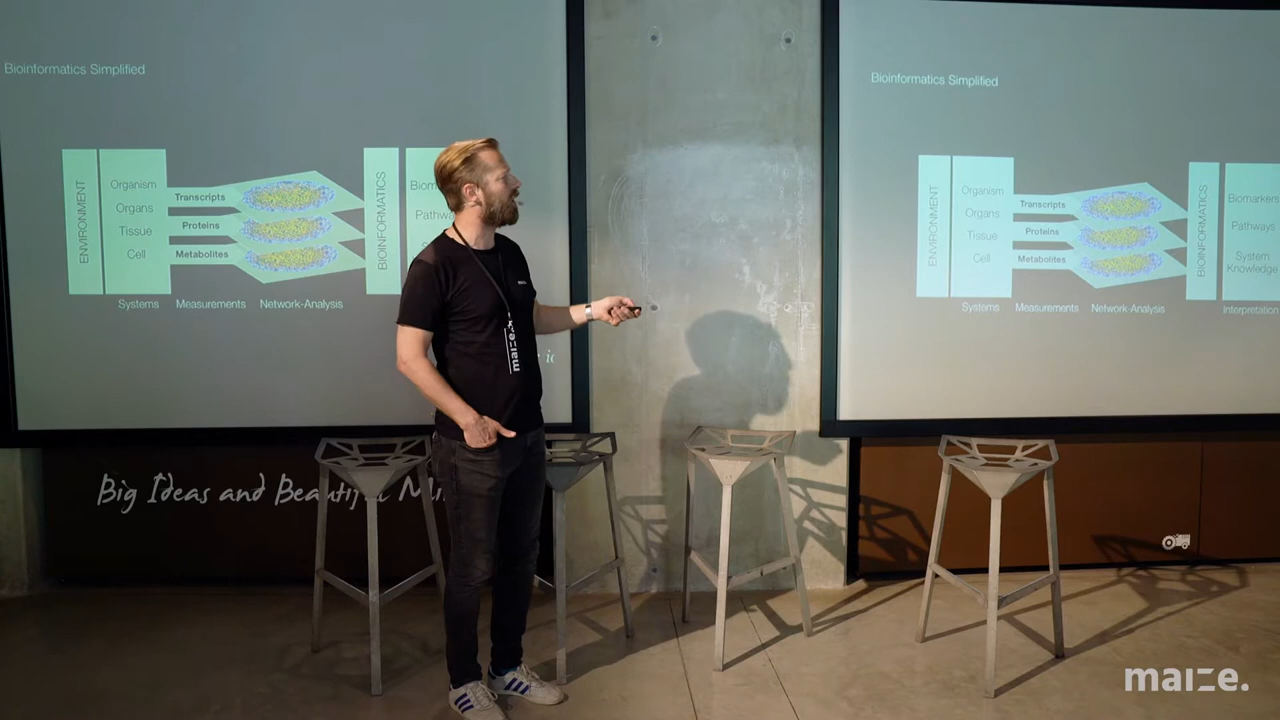 Bioinformatics Simplified
ENVIRONMENT
Organism
Organs
Tissue
Cell
Transcripts
Proteins
Metabolites
BIOINFORMATICS
Systems
Measurements
Network-Analysis
maize.
Big Ideas and Beautiful
Bioinformatics Simplified
ENVIRONMENT
Organism
Organs
Tissue
Cell
Transcripts
Proteins
Metabolites
BIOINFORMATICS
Biomarkers
Pathways
System
Knowledge
Systems
Measurements
Network-Analysis
Interpretation
maize.